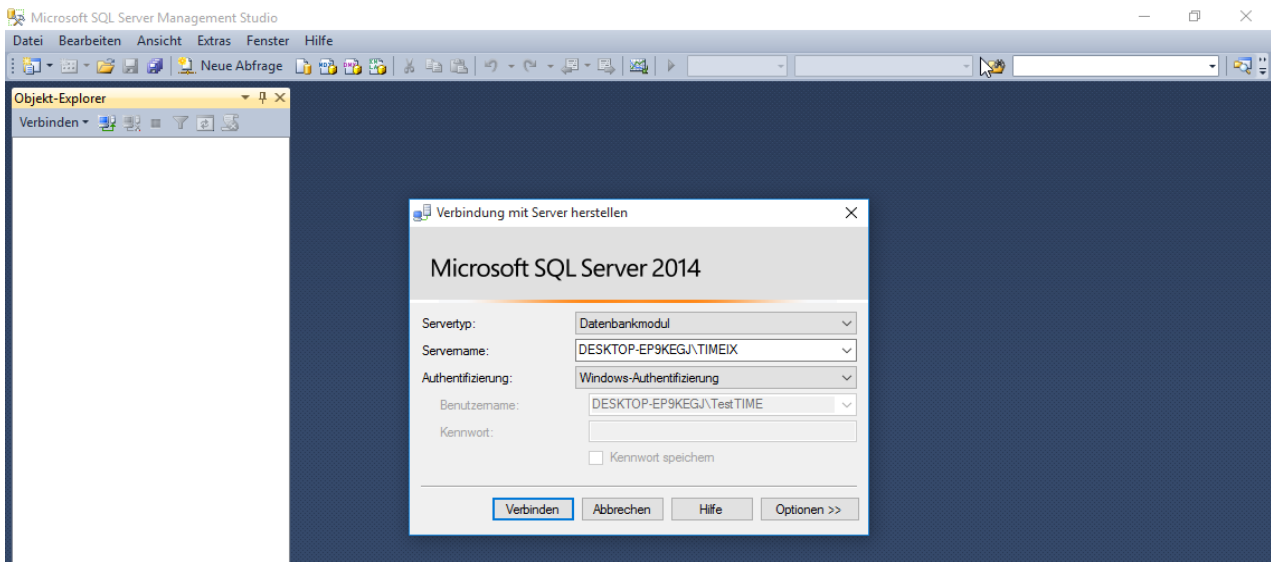 Microsoft SQL Server Management Studio
Datei Bearbeiten Ansicht Extras Fenster Hilfe
Neue Abfrage
Objekt-Explorer
Verbinden
Verbindung mit Server herstellen
Microsoft SQL Server 2014
Servertyp: Datenbankmodul
Servername: DESKTOP-EP9KEGJ\TIMEIX
Authentifizierung: Windows-Authentifizierung
Benutzername: DESKTOP-EP9KEGJ\TestTIME
Kennwort:
Kennwort speichern
Verbinden Abbrechen Hilfe Optionen >>